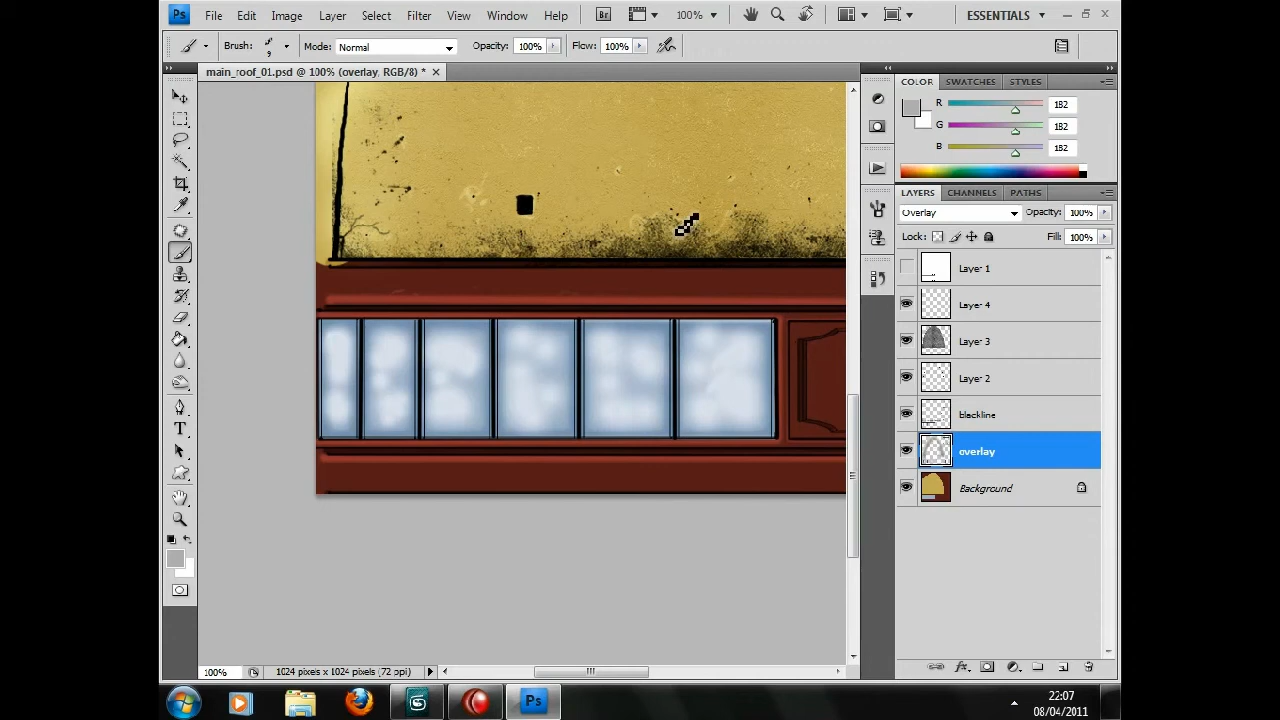 Ps File Edit Image Layer Select Filter View Window Help Br 100% ESSENTIALS
Brush: 9 Mode: Normal Opacity: 100% Flow: 100%
main_roof_01.psd @ 100% (overlay, RGB/8) *
COLOR SWATCHES STYLES
R 182
G 182
B 182
LAYERS CHANNELS PATHS
Overlay Opacity: 100%
Lock: Fill: 100%
Layer 1
Layer 4
Layer 3
Layer 2
blackline
overlay
Background
T
100% 1024 pixels x 1024 pixels (72 ppi)
Ps
22:07
08/04/2011